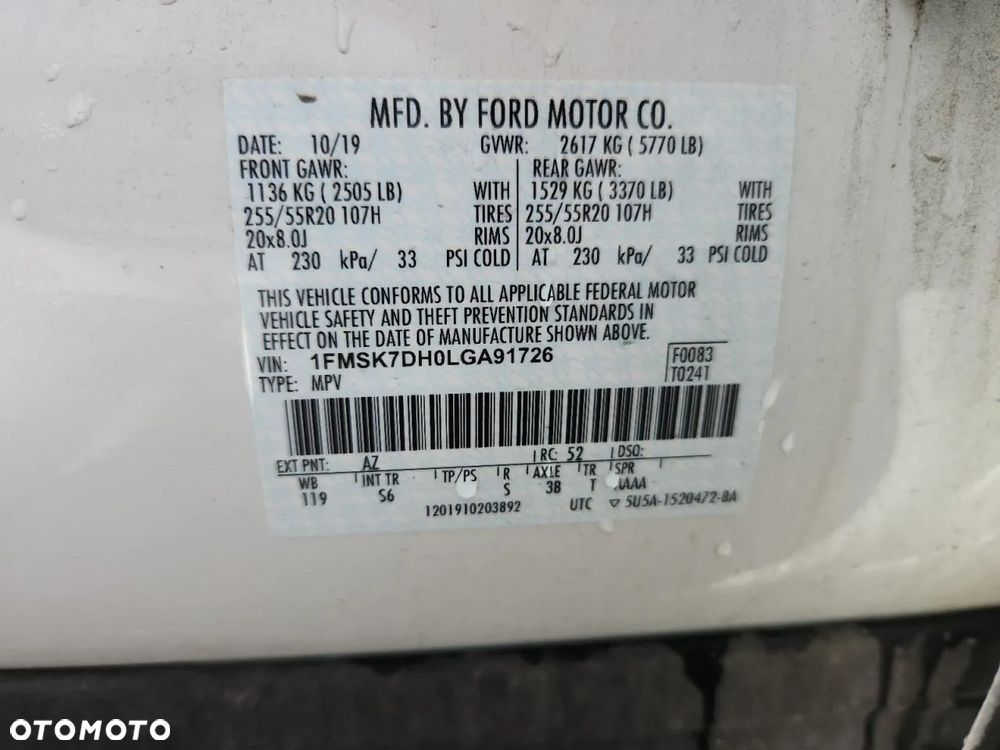 MFD. BY FORD MOTOR CO.
DATE: 10/19 GVWR: 2617 KG ( 5770 LB)
FRONT GAWR: REAR GAWR:
1136 KG ( 2505 LB) WITH 1529 KG ( 3370 LB) WITH
255/55R20 107H TIRES 255/55R20 107H TIRES
20x8.0J RIMS 20x8.0J RIMS
AT 230 kPa/ 33 PSI COLD AT 230 kPa/ 33 PSI COLD
THIS VEHICLE CONFORMS TO ALL APPLICABLE FEDERAL MOTOR
VEHICLE SAFETY AND THEFT PREVENTION STANDARDS IN
EFFECT ON THE DATE OF MANUFACTURE SHOWN ABOVE.
VIN: 1FMSK7DH0LGA91726 F0083
TYPE: MPV T0241
EXT PNT: AZ RC: 52 DSO:
WB INT TR TP/PS R AXLE TR SPR
119 S6 S 3B T AAAA
1201910203892 UTC ▽ 5U5A-1520472-BA
OTOMOTO